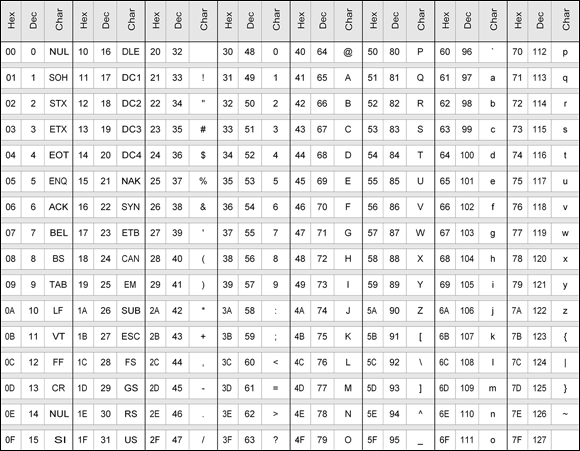 Hex Dec Char Hex Dec Char Hex Dec Char Hex Dec Char Hex Dec Char Hex Dec Char Hex Dec Char Hex Dec Char
00 0 NUL 10 16 DLE 20 32 30 48 0 40 64 @ 50 80 P 60 96 ` 70 112 p
01 1 SOH 11 17 DC1 21 33 ! 31 49 1 41 65 A 51 81 Q 61 97 a 71 113 q
02 2 STX 12 18 DC2 22 34 " 32 50 2 42 66 B 52 82 R 62 98 b 72 114 r
03 3 ETX 13 19 DC3 23 35 # 33 51 3 43 67 C 53 83 S 63 99 c 73 115 s
04 4 EOT 14 20 DC4 24 36 $ 34 52 4 44 68 D 54 84 T 64 100 d 74 116 t
05 5 ENQ 15 21 NAK 25 37 % 35 53 5 45 69 E 55 85 U 65 101 e 75 117 u
06 6 ACK 16 22 SYN 26 38 & 36 54 6 46 70 F 56 86 V 66 102 f 76 118 v
07 7 BEL 17 23 ETB 27 39 ' 37 55 7 47 71 G 57 87 W 67 103 g 77 119 w
08 8 BS 18 24 CAN 28 40 ( 38 56 8 48 72 H 58 88 X 68 104 h 78 120 x
09 9 TAB 19 25 EM 29 41 ) 39 57 9 49 73 I 59 89 Y 69 105 i 79 121 y
0A 10 LF 1A 26 SUB 2A 42 * 3A 58 : 4A 74 J 5A 90 Z 6A 106 j 7A 122 z
0B 11 VT 1B 27 ESC 2B 43 + 3B 59 ; 4B 75 K 5B 91 [ 6B 107 k 7B 123 {
0C 12 FF 1C 28 FS 2C 44 , 3C 60 < 4C 76 L 5C 92 \ 6C 108 l 7C 124 |
0D 13 CR 1D 29 GS 2D 45 - 3D 61 = 4D 77 M 5D 93 ] 6D 109 m 7D 125 }
0E 14 NUL 1E 30 RS 2E 46 . 3E 62 > 4E 78 N 5E 94 ^ 6E 110 n 7E 126 ~
0F 15 SI 1F 31 US 2F 47 / 3F 63 ? 4F 79 O 5F 95 _ 6F 111 o 7F 127